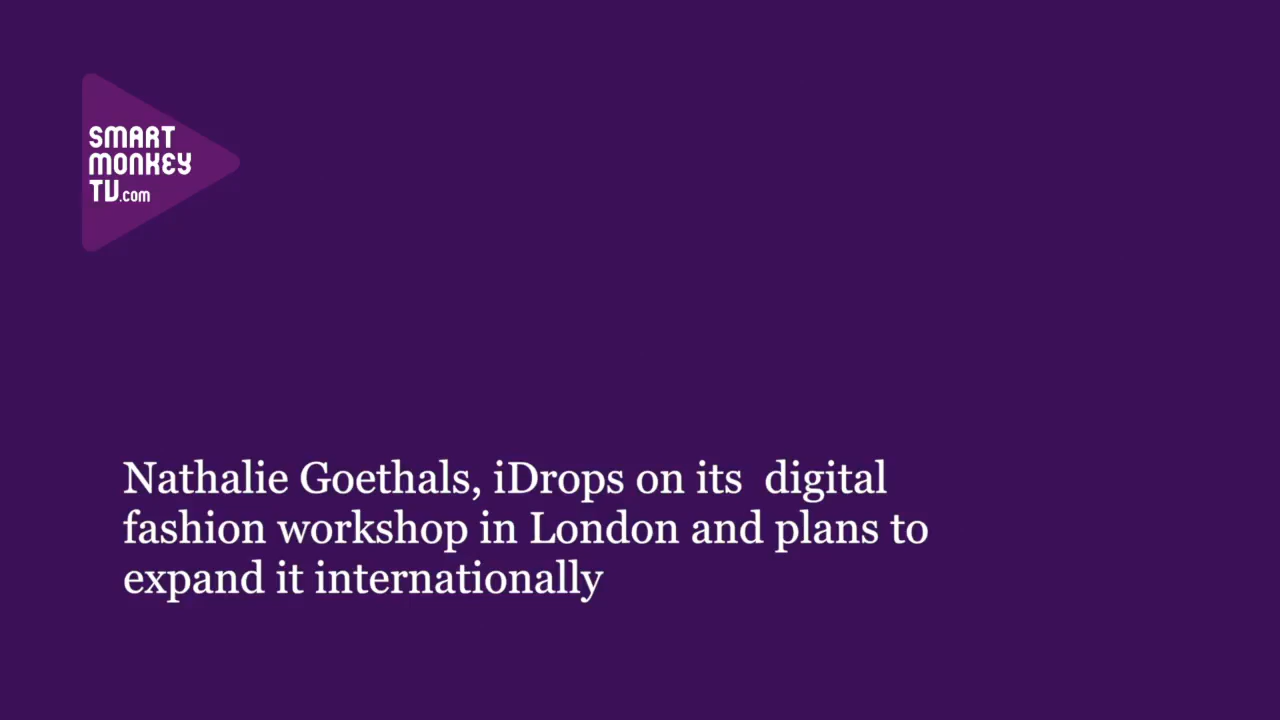 SMART
MONKEY
TV.com
Nathalie Goethals, iDrops on its  digital
fashion workshop in London and plans to
expand it internationally